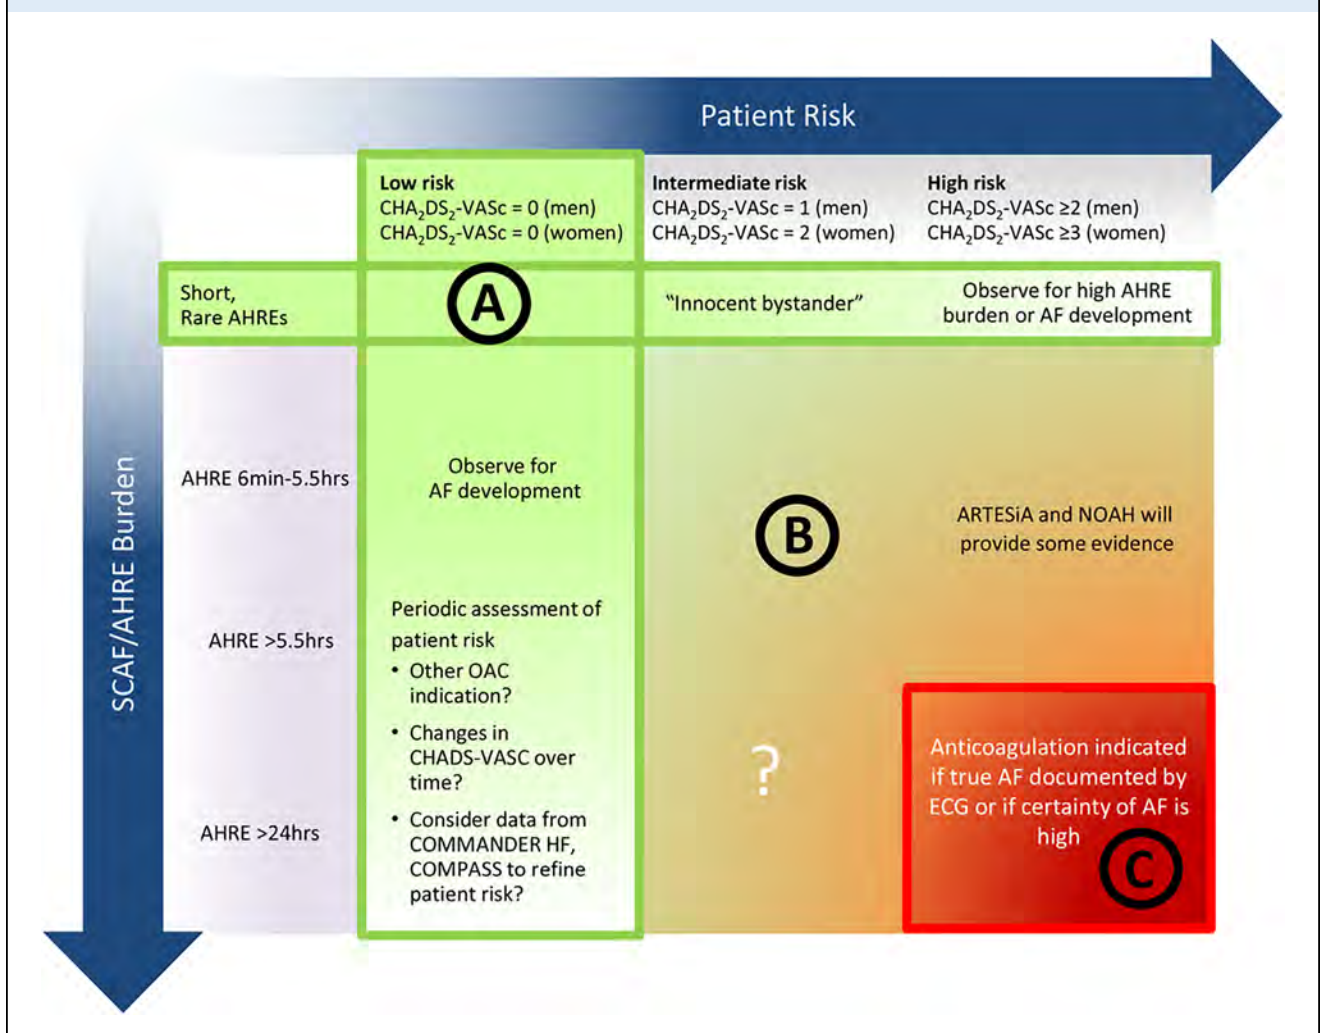 Patient Risk
Low risk
CHA₂DS₂-VASc = 0 (men)
CHA₂DS₂-VASc = 0 (women)
Intermediate risk
CHA₂DS₂-VASc = 1 (men)
CHA₂DS₂-VASc = 2 (women)
High risk
CHA₂DS₂-VASc ≥2 (men)
CHA₂DS₂-VASc ≥3 (women)
SCAF/AHRE Burden
Short,
Rare AHREs
A
"Innocent bystander"
Observe for high AHRE
burden or AF development
AHRE 6min-5.5hrs
Observe for
AF development
B
ARTESiA and NOAH will
provide some evidence
AHRE >5.5hrs
Periodic assessment of
patient risk
• Other OAC
indication?
• Changes in
CHADS-VASC over
time?
AHRE >24hrs
• Consider data from
COMMANDER HF,
COMPASS to refine
patient risk?
?
Anticoagulation indicated
if true AF documented by
ECG or if certainty of AF is
high
C